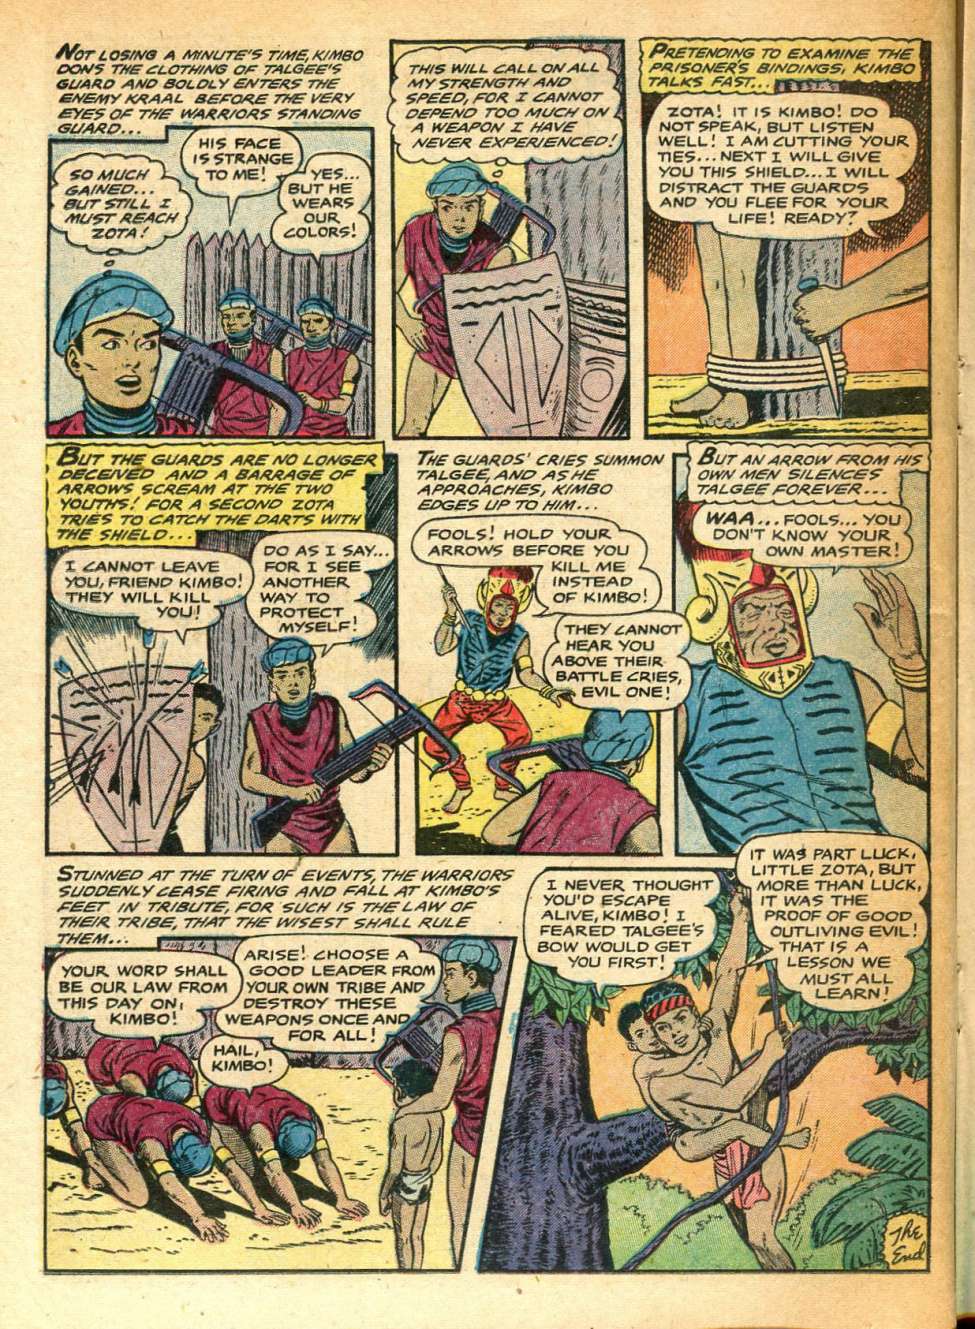 NOT LOSING A MINUTE'S TIME, KIMBO
DONS THE CLOTHING OF TALGEE'S
GUARD AND BOLDLY ENTERS THE
ENEMY KRAAL BEFORE THE VERY
EYES OF THE WARRIORS STANDING
GUARD...
SO MUCH
GAINED...
BUT STILL I
MUST REACH
ZOTA!
HIS FACE
IS STRANGE
TO ME!
YES...
BUT HE
WEARS
OUR
COLORS!
THIS WILL CALL ON ALL
MY STRENGTH AND
SPEED, FOR I CANNOT
DEPEND TOO MUCH ON
A WEAPON I HAVE
NEVER EXPERIENCED!
PRETENDING TO EXAMINE THE
PRISONER'S BINDINGS, KIMBO
TALKS FAST...
ZOTA! IT IS KIMBO! DO
NOT SPEAK, BUT LISTEN
WELL! I AM CUTTING YOUR
TIES... NEXT I WILL GIVE
YOU THIS SHIELD... I WILL
DISTRACT THE GUARDS
AND YOU FLEE FOR YOUR
LIFE! READY?
BUT THE GUARDS ARE NO LONGER
DECEIVED AND A BARRAGE OF
ARROWS SCREAM AT THE TWO
YOUTHS! FOR A SECOND ZOTA
TRIES TO CATCH THE DARTS WITH
THE SHIELD...
I CANNOT LEAVE
YOU, FRIEND KIMBO!
THEY WILL KILL
YOU!
DO AS I SAY...
FOR I SEE
ANOTHER
WAY TO
PROTECT
MYSELF!
THE GUARDS' CRIES SUMMON
TALGEE, AND AS HE
APPROACHES, KIMBO
EDGES UP TO HIM...
FOOLS! HOLD YOUR
ARROWS BEFORE YOU
KILL ME
INSTEAD
OF KIMBO!
THEY CANNOT
HEAR YOU
ABOVE THEIR
BATTLE CRIES,
EVIL ONE!
BUT AN ARROW FROM HIS
OWN MEN SILENCES
TALGEE FOREVER...
WAA... FOOLS... YOU
DON'T KNOW YOUR
OWN MASTER!
STUNNED AT THE TURN OF EVENTS, THE WARRIORS
SUDDENLY CEASE FIRING AND FALL AT KIMBO'S
FEET IN TRIBUTE, FOR SUCH IS THE LAW OF
THEIR TRIBE, THAT THE WISEST SHALL RULE
THEM...
YOUR WORD SHALL
BE OUR LAW FROM
THIS DAY ON,
KIMBO!
ARISE! CHOOSE A
GOOD LEADER FROM
YOUR OWN TRIBE AND
DESTROY THESE
WEAPONS ONCE AND
FOR ALL!
HAIL,
KIMBO!
I NEVER THOUGHT
YOU'D ESCAPE
ALIVE, KIMBO! I
FEARED TALGEE'S
BOW WOULD GET
YOU FIRST!
IT WAS PART LUCK,
LITTLE ZOTA, BUT
MORE THAN LUCK,
IT WAS THE
PROOF OF GOOD
OUTLIVING EVIL!
THAT IS A
LESSON WE
MUST ALL
LEARN!
The
End